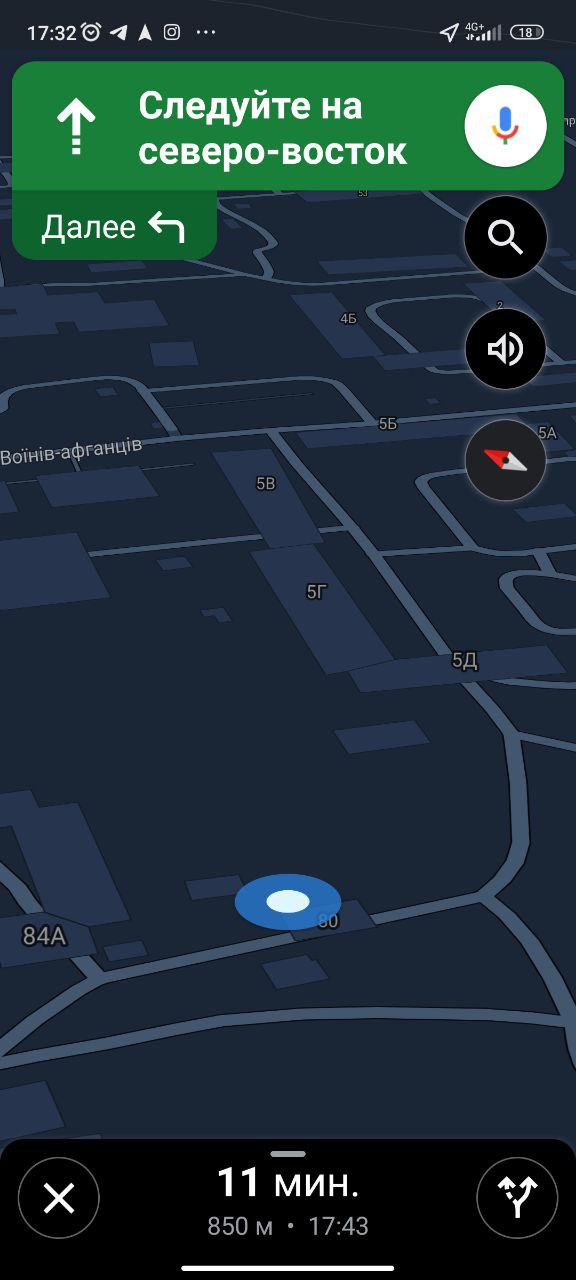 17:32
4G+
18
Следуйте на
северо-восток
Далее
53
4Б
2
5Б
5А
Воїнів-афганців
5В
5Г
5Д
80
84А
11 мин.
850 м • 17:43